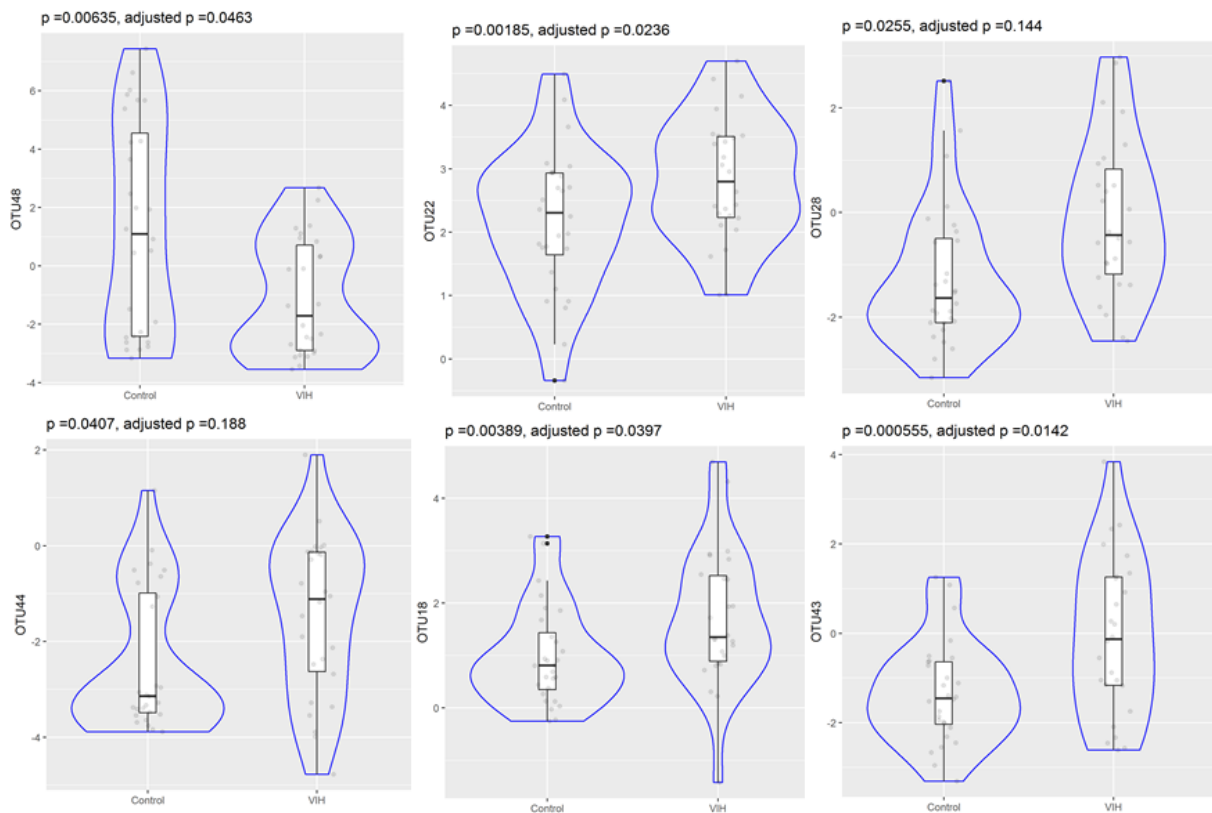 p =0.00635, adjusted p =0.0463
OTU48
6
4
2
0
-2
-4
Control
VIH
p =0.00185, adjusted p =0.0236
OTU22
4
3
2
1
0
Control
VIH
p =0.0255, adjusted p =0.144
OTU28
2
0
-2
Control
VIH
p =0.0407, adjusted p =0.188
OTU44
2
0
-2
-4
Control
VIH
p =0.00389, adjusted p =0.0397
OTU18
4
2
0
Control
VIH
p =0.000555, adjusted p =0.0142
OTU43
4
2
0
-2
Control
VIH